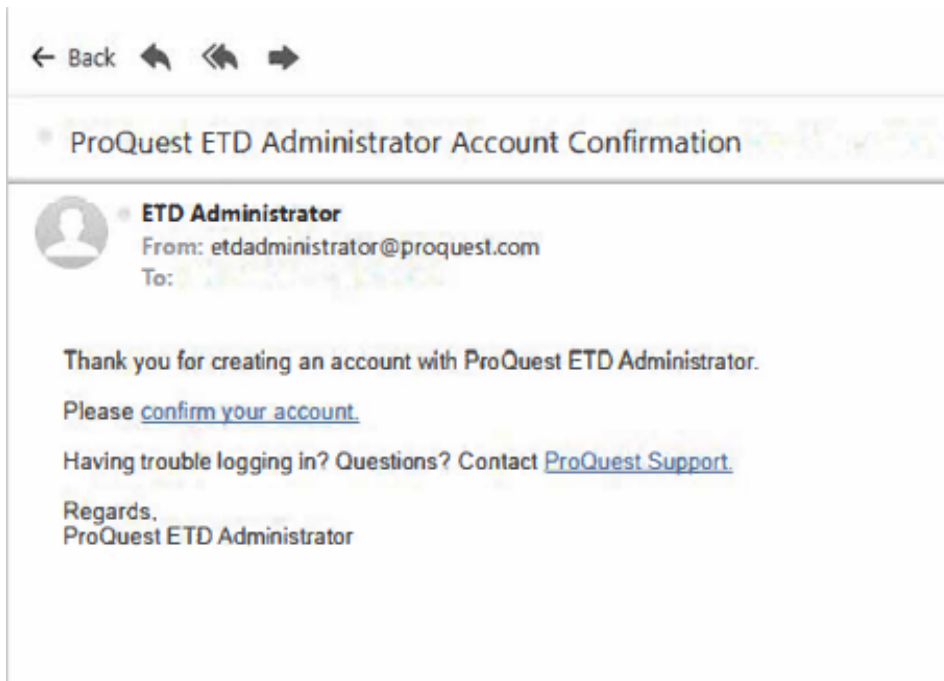 Back
ProQuest ETD Administrator Account Confirmation
ETD Administrator
From: etdadministrator@proquest.com
To:
Thank you for creating an account with ProQuest ETD Administrator.
Please confirm your account.
Having trouble logging in? Questions? Contact ProQuest Support.
Regards,
ProQuest ETD Administrator